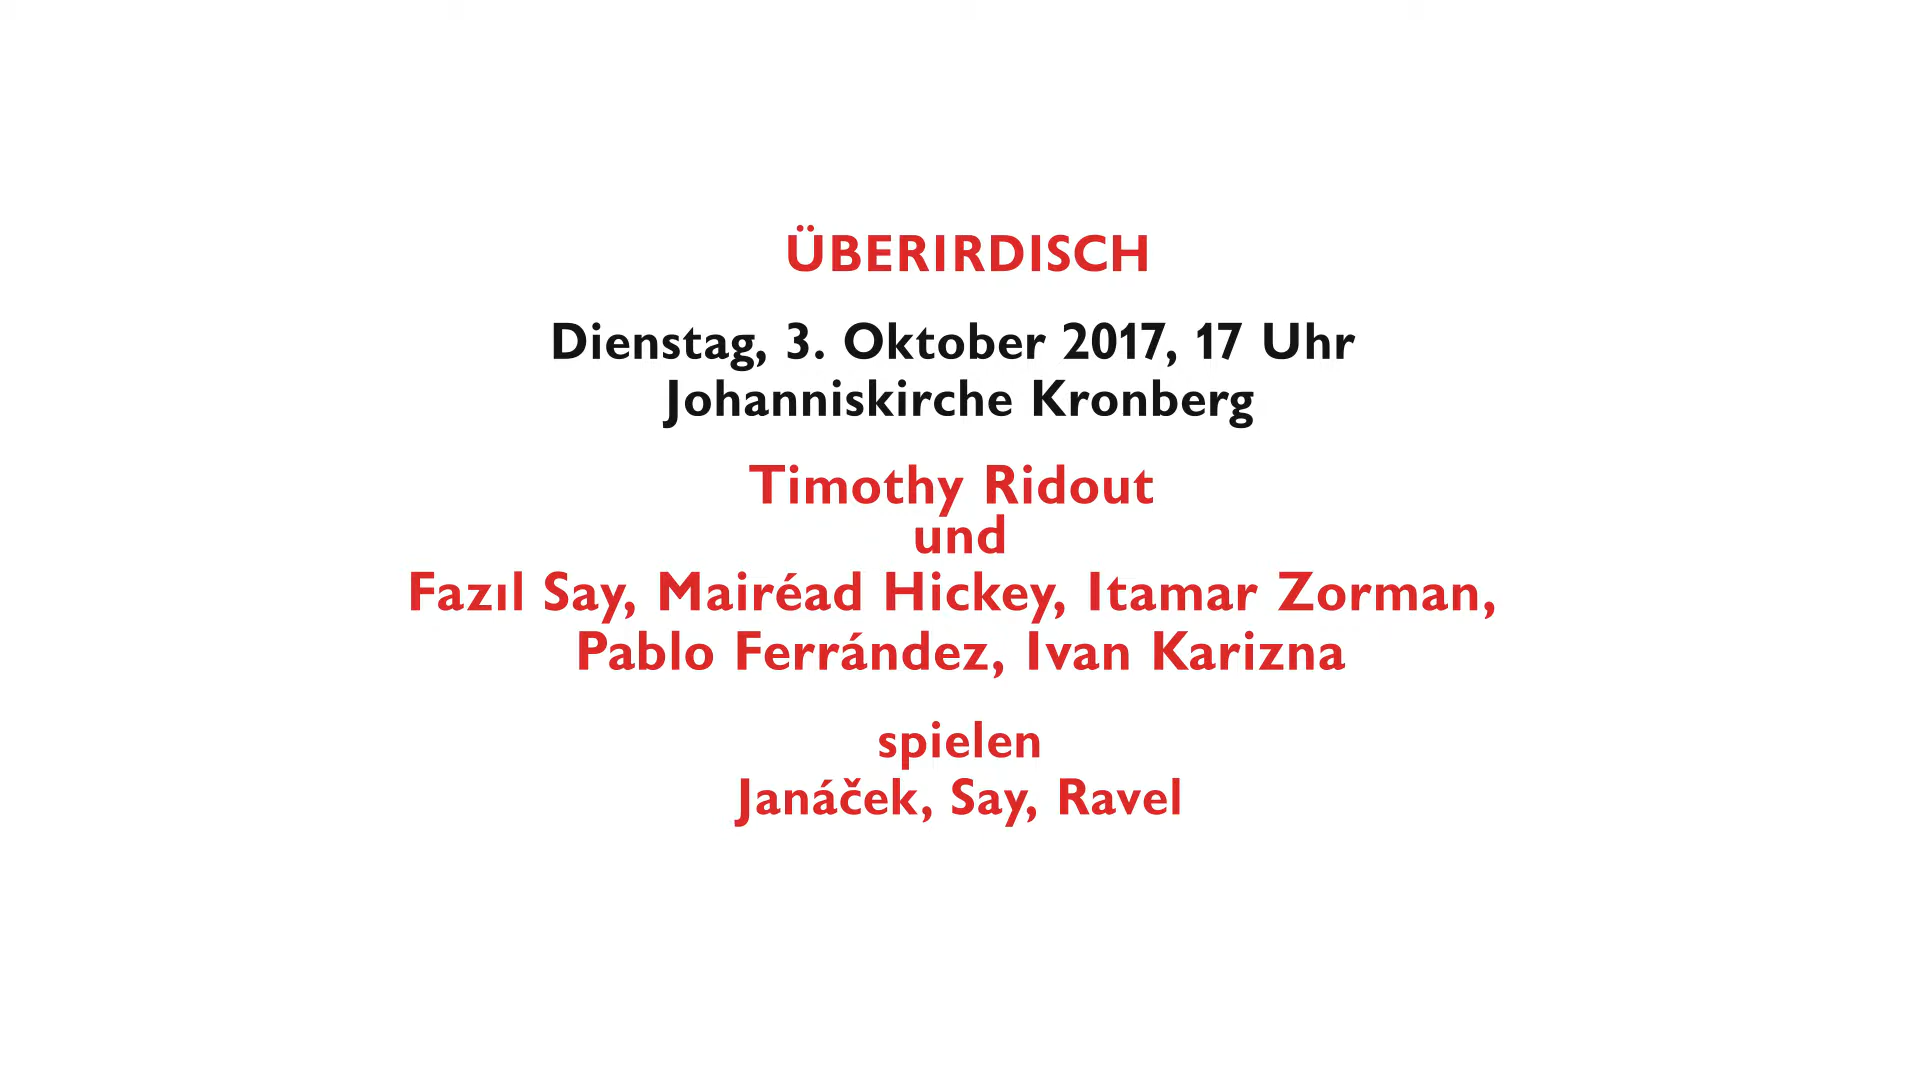 ÜBERIRDISCH
Dienstag, 3. Oktober 2017, 17 Uhr
Johanniskirche Kronberg
Timothy Ridout
und
Fazıl Say, Mairéad Hickey, Itamar Zorman,
Pablo Ferrández, Ivan Karizna
spielen
Janáček, Say, Ravel